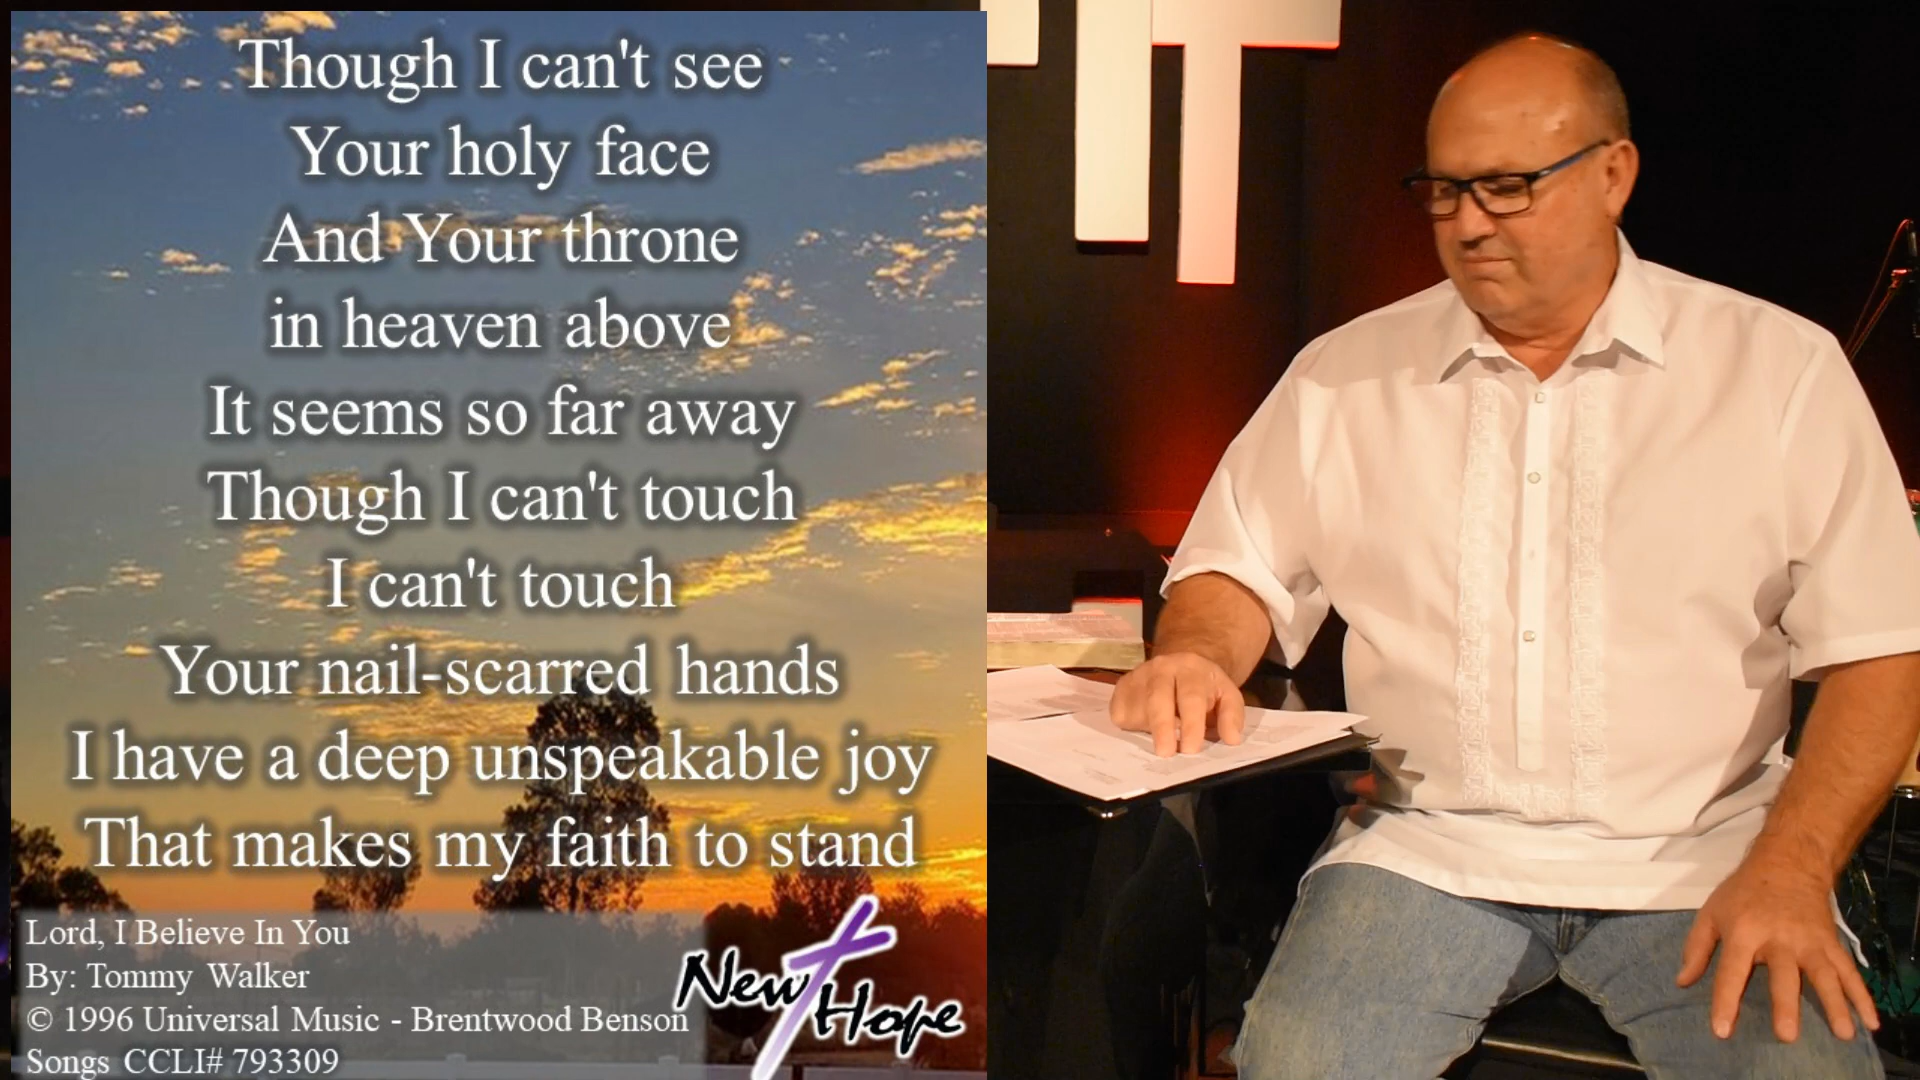 Though I can't see
Your holy face
And Your throne
in heaven above
It seems so far away
Though I can't touch
I can't touch
Your nail-scarred hands
I have a deep unspeakable joy
That makes my faith to stand
Lord, I Believe In You
By: Tommy Walker
© 1996 Universal Music - Brentwood Benson
Songs CCLI# 793309
New Hope
IT